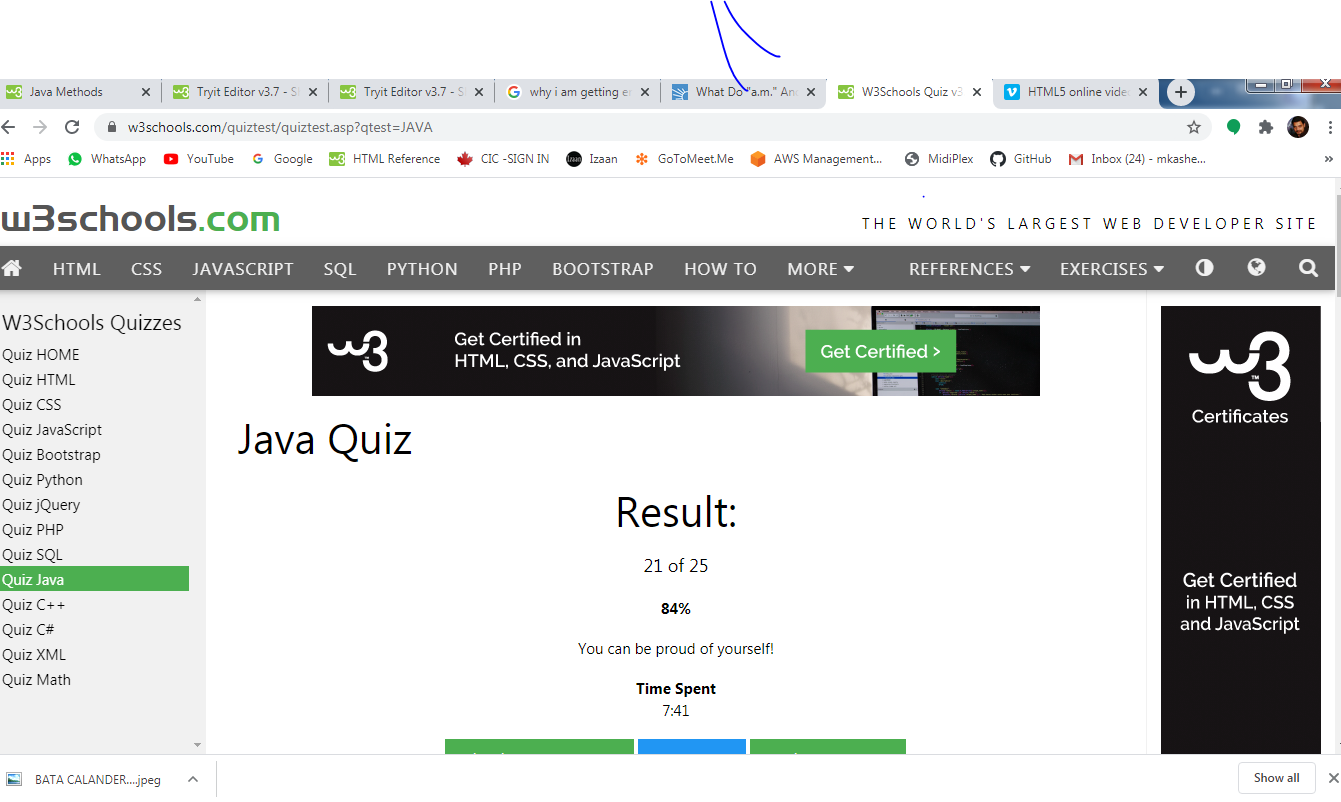 Java Methods
Tryit Editor v3.7 - S
Tryit Editor v3.7 - S
why i am getting e
What Do "a.m." An
W3Schools Quiz v3
HTML5 online vide
w3schools.com/quiztest/quiztest.asp?qtest=JAVA
Apps WhatsApp YouTube Google HTML Reference CIC -SIGN IN Izaan GoToMeet.Me AWS Management... MidiPlex GitHub Inbox (24) - mkashe... »
w3schools.com
THE WORLD'S LARGEST WEB DEVELOPER SITE
HTML CSS JAVASCRIPT SQL PYTHON PHP BOOTSTRAP HOW TO MORE REFERENCES EXERCISES
W3Schools Quizzes
Quiz HOME
Quiz HTML
Quiz CSS
Quiz JavaScript
Quiz Bootstrap
Quiz Python
Quiz jQuery
Quiz PHP
Quiz SQL
Quiz Java
Quiz C++
Quiz C#
Quiz XML
Quiz Math
w3
Get Certified in
HTML, CSS, and JavaScript
Get Certified >
Java Quiz
Result:
21 of 25
84%
You can be proud of yourself!
Time Spent
7:41
w3
™
Certificates
Get Certified
in HTML, CSS
and JavaScript
BATA CALANDER....jpeg
Show all